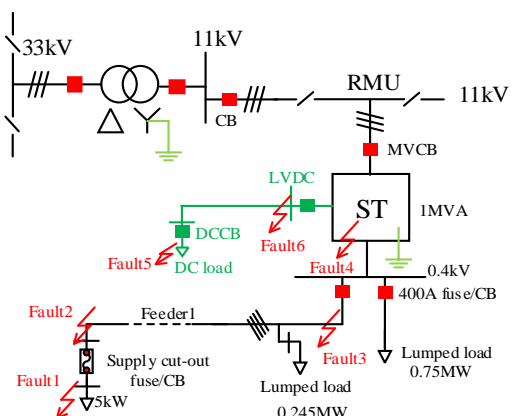 33kV
11kV
CB
RMU
11kV
MVCB
LVDC
ST
1MVA
DCCB
Fault6
Fault5
DC load
Fault4
0.4kV
400A fuse/CB
Fault2
Feeder1
Supply cut-out
fuse/CB
Fault3
Fault1
5kW
Lumped load
0.245MW
Lumped load
0.75MW